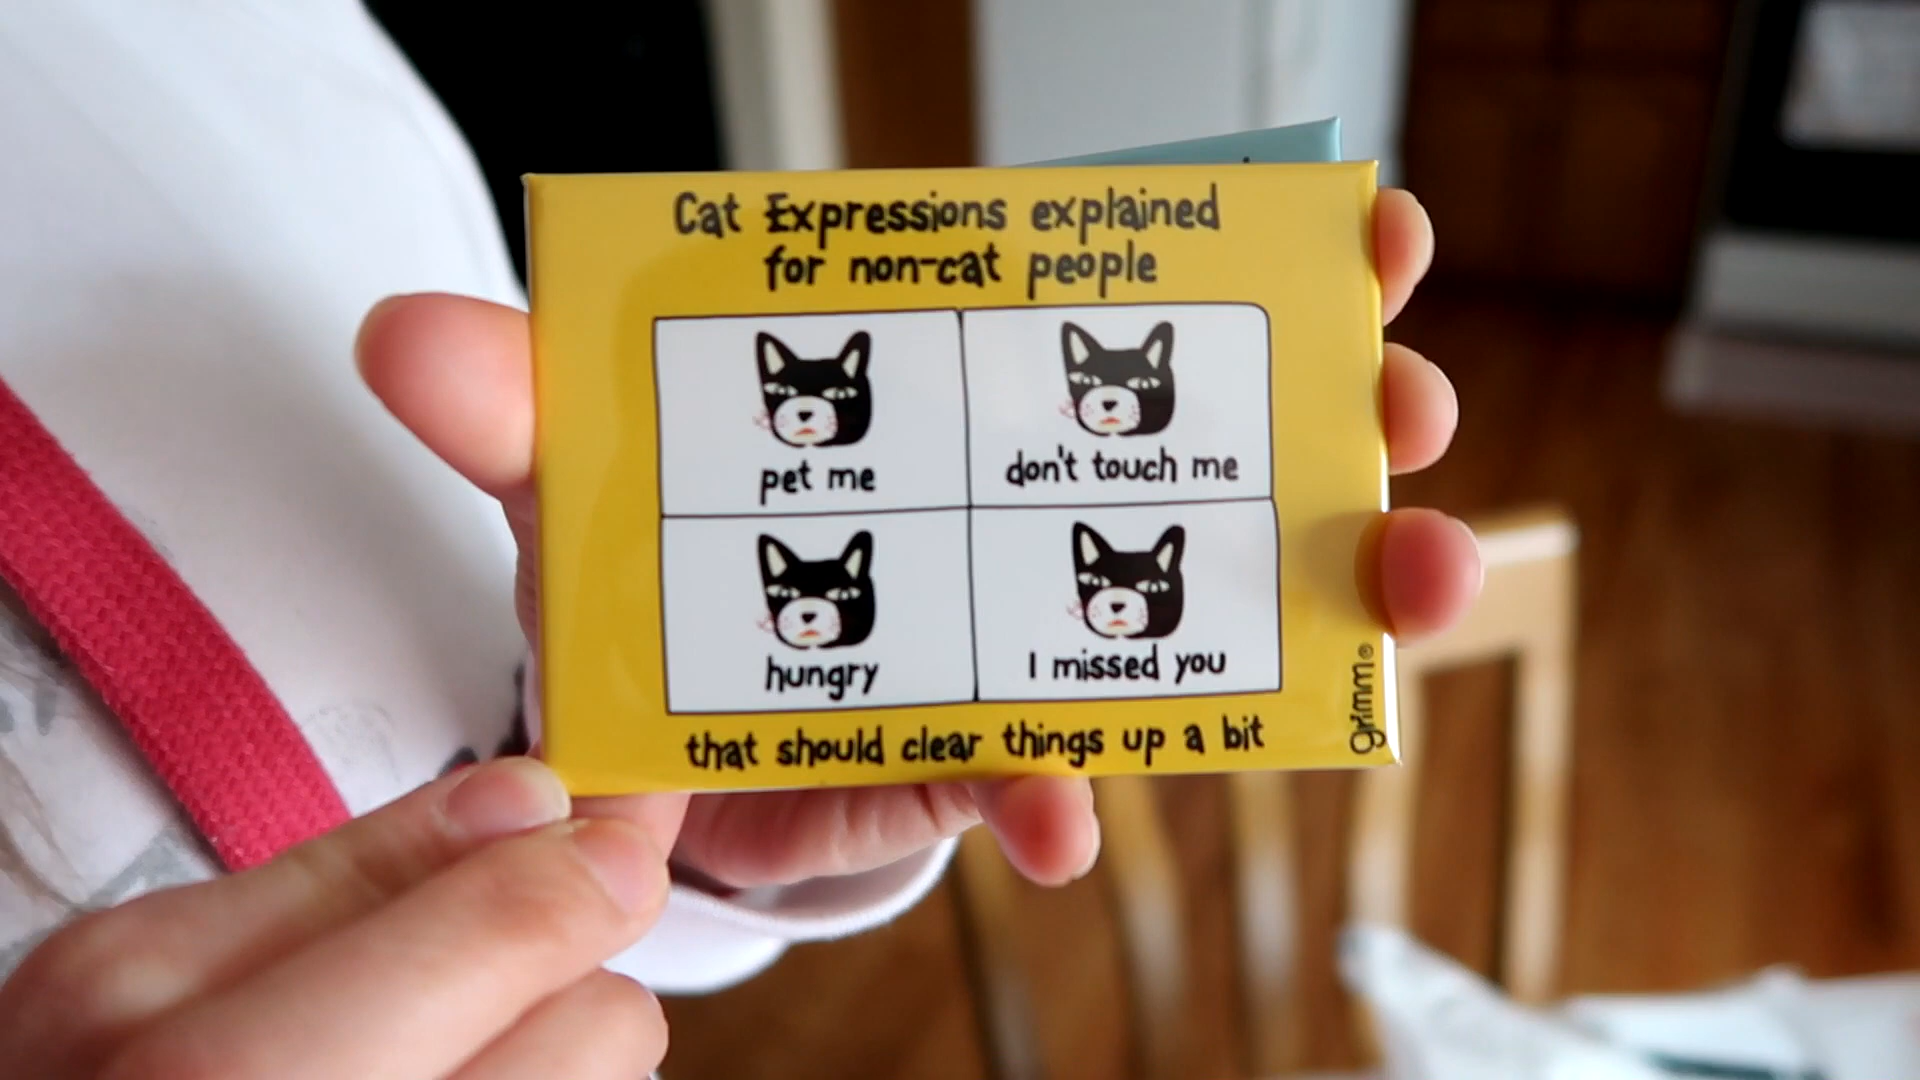 Cat Expressions explained
for non-cat people
pet me
don't touch me
hungry
I missed you
that should clear things up a bit
grimm®